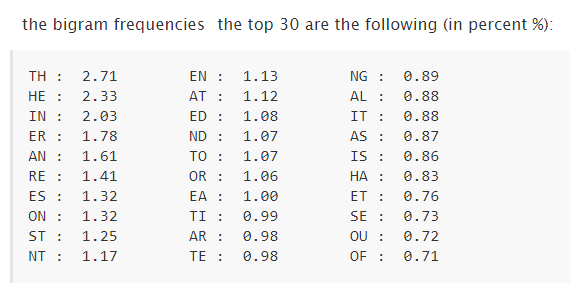 the bigram frequencies  the top 30 are the following (in percent %):
TH :  2.71        EN :  1.13        NG :  0.89
HE :  2.33        AT :  1.12        AL :  0.88
IN :  2.03        ED :  1.08        IT :  0.88
ER :  1.78        ND :  1.07        AS :  0.87
AN :  1.61        TO :  1.07        IS :  0.86
RE :  1.41        OR :  1.06        HA :  0.83
ES :  1.32        EA :  1.00        ET :  0.76
ON :  1.32        TI :  0.99        SE :  0.73
ST :  1.25        AR :  0.98        OU :  0.72
NT :  1.17        TE :  0.98        OF :  0.71